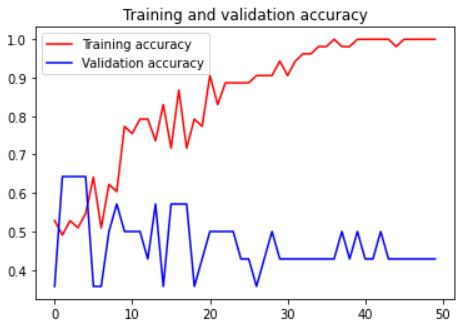 Training and validation accuracy
Training accuracy
Validation accuracy
1.0
0.9
0.8
0.7
0.6
0.5
0.4
0 10 20 30 40 50